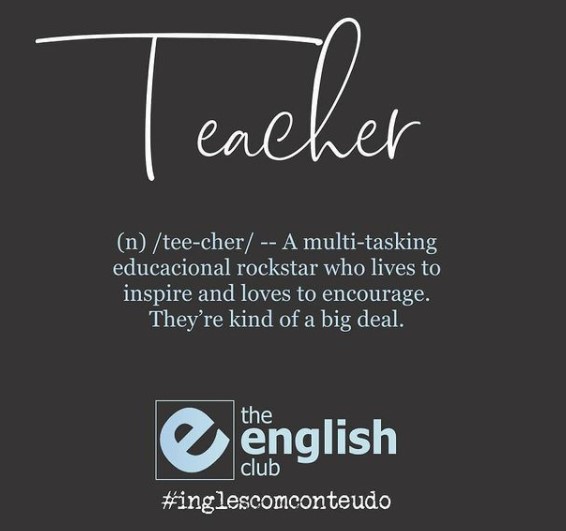 Teacher
(n) /tee-cher/ -- A multi-tasking
educacional rockstar who lives to
inspire and loves to encourage.
They're kind of a big deal.
e
the
english
club
#inglescomconteudo